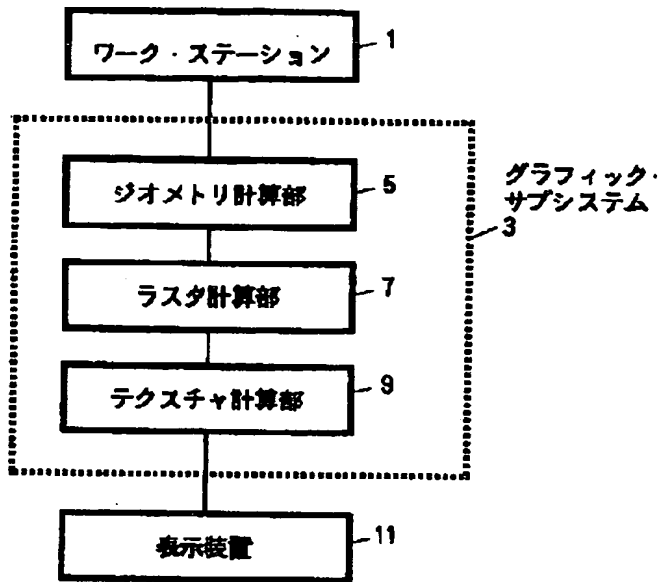 ワーク・ステーション
1
ジオメトリ計算部
5
グラフィック・
サブシステム
3
ラスタ計算部
7
テクスチャ計算部
9
表示装置
11